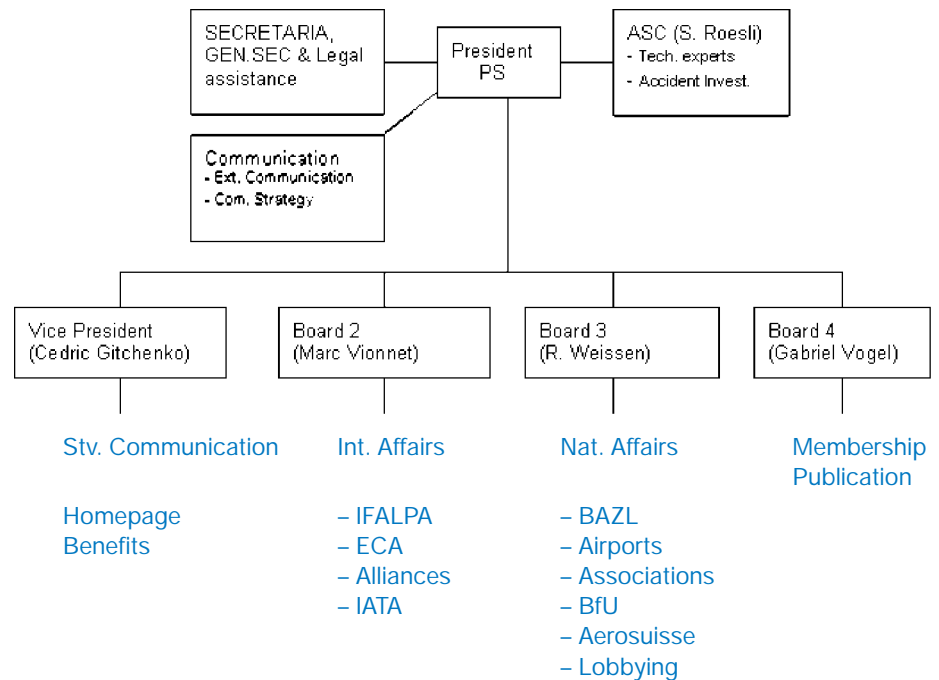 SECRETARIA,
GEN.SEC & Legal
assistance
President
PS
ASC (S. Roesli)
- Tech. experts
- Accident Invest.
Communication
- Ext. Communication
- Com. Strategy
Vice President
(Cedric Gitchenko)
Board 2
(Marc Vionnet)
Board 3
(R. Weissen)
Board 4
(Gabriel Vogel)
Stv. Communication
Homepage
Benefits
Int. Affairs
– IFALPA
– ECA
– Alliances
– IATA
Nat. Affairs
– BAZL
– Airports
– Associations
– BfU
– Aerosuisse
– Lobbying
Membership
Publication